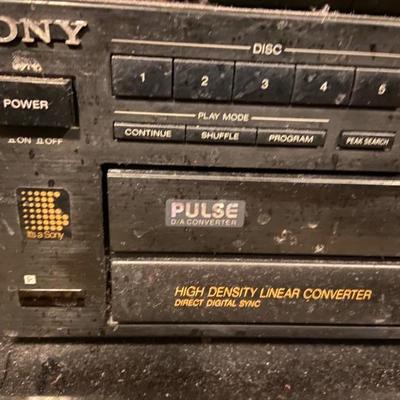 ONY
DISC
1 2 3 4 5
POWER
PLAY MODE
ON OFF
CONTINUE SHUFFLE PROGRAM PEAK SEARCH
It's a Sony
PULSE
D/A CONVERTER
HIGH DENSITY LINEAR CONVERTER
DIRECT DIGITAL SYNC